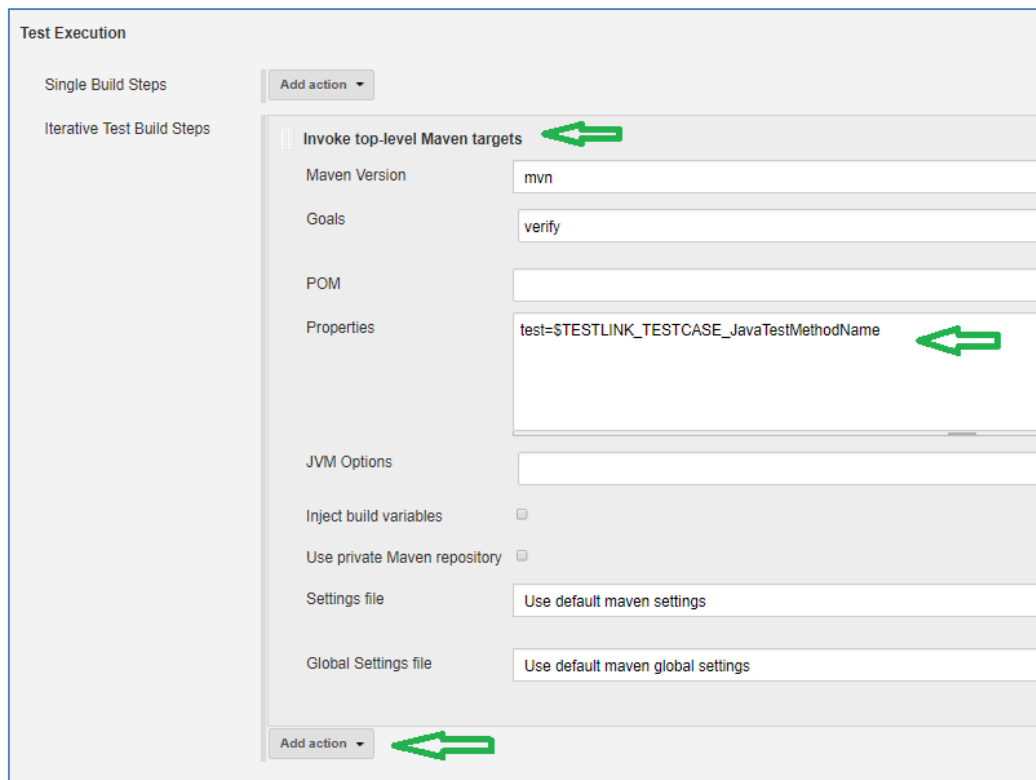 Test Execution
Single Build Steps
Add action
Iterative Test Build Steps
Invoke top-level Maven targets
Maven Version
mvn
Goals
verify
POM
Properties
test=$TESTLINK_TESTCASE_JavaTestMethodName
JVM Options
Inject build variables
Use private Maven repository
Settings file
Use default maven settings
Global Settings file
Use default maven global settings
Add action